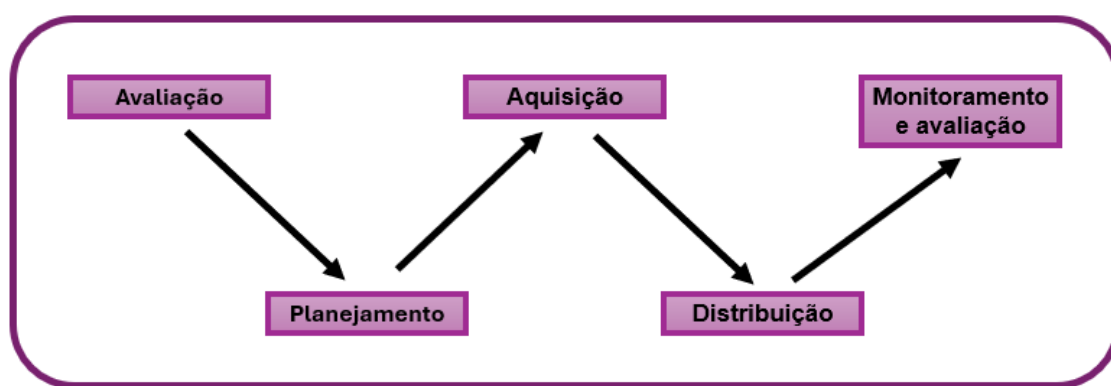 Avaliação
Planejamento
Aquisição
Distribuição
Monitoramento
e avaliação